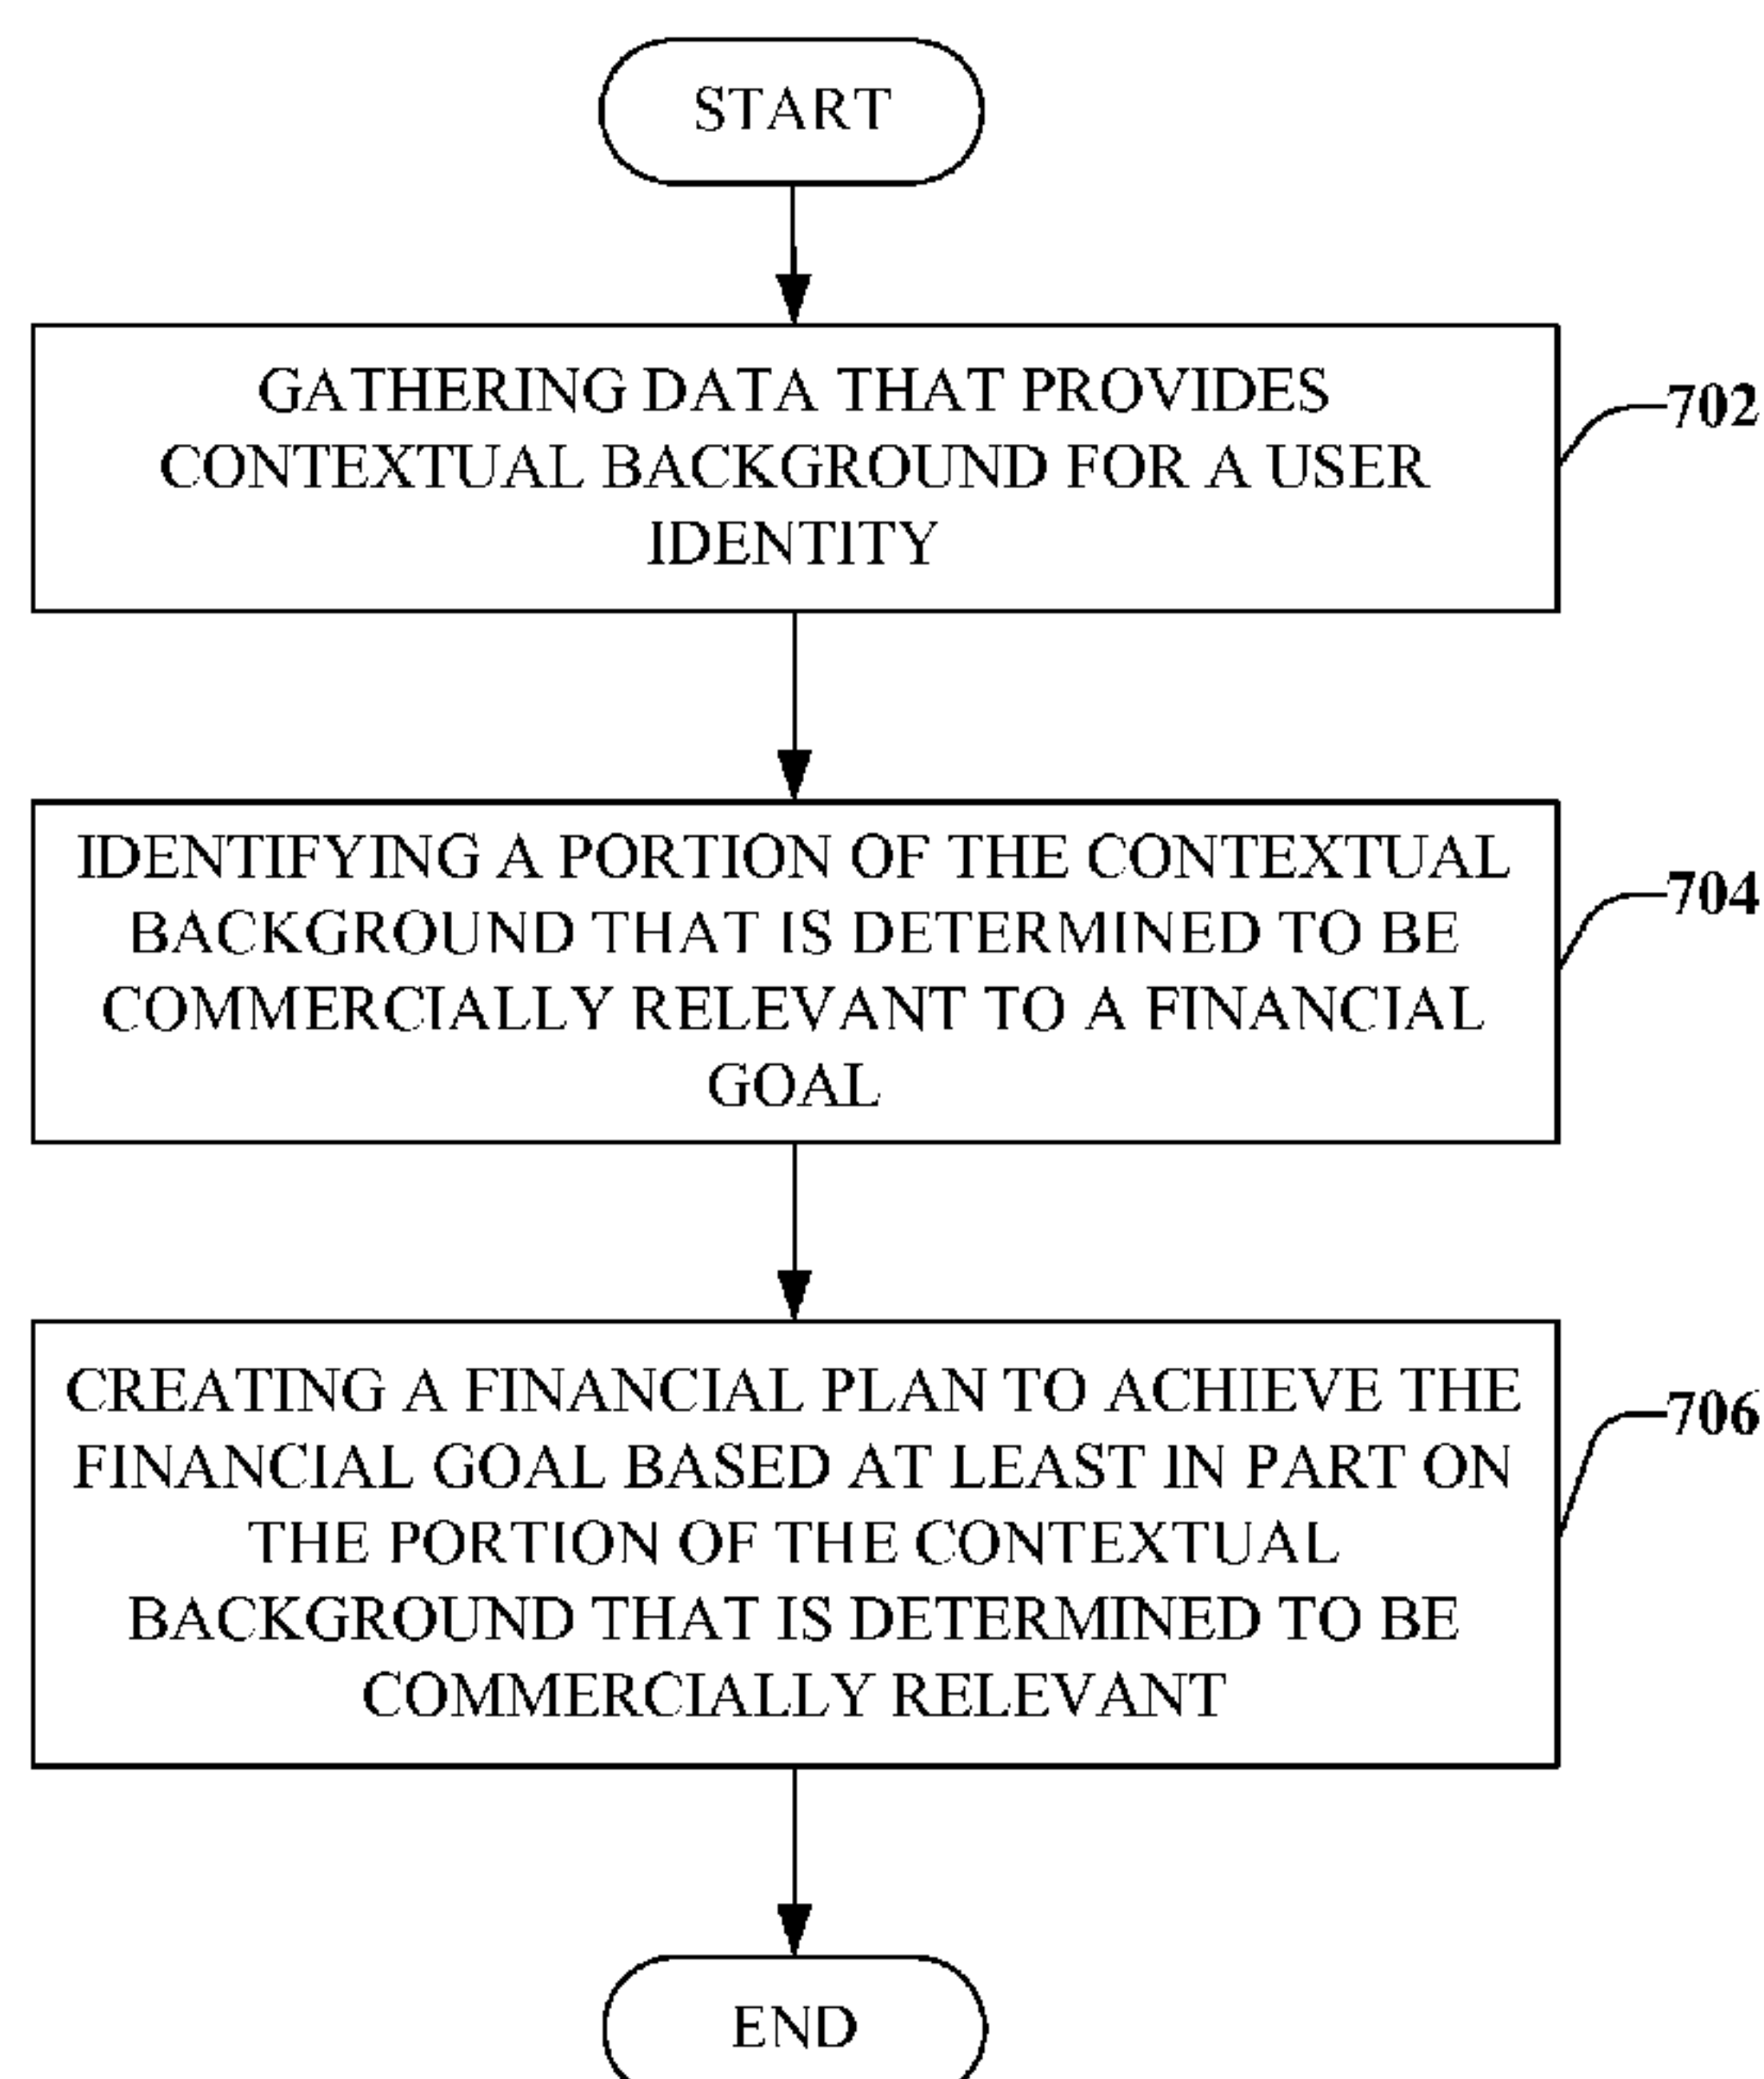 START
GATHERING DATA THAT PROVIDES
CONTEXTUAL BACKGROUND FOR A USER
IDENTITY
702
IDENTIFYING A PORTION OF THE CONTEXTUAL
BACKGROUND THAT IS DETERMINED TO BE
COMMERCIALLY RELEVANT TO A FINANCIAL
GOAL
704
CREATING A FINANCIAL PLAN TO ACHIEVE THE
FINANCIAL GOAL BASED AT LEAST IN PART ON
THE PORTION OF THE CONTEXTUAL
BACKGROUND THAT IS DETERMINED TO BE
COMMERCIALLY RELEVANT
706
END